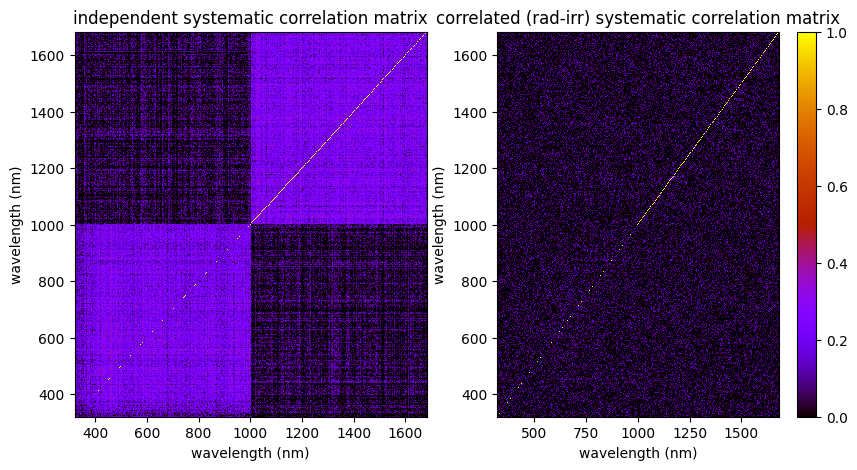 independent systematic correlation matrix
correlated (rad-irr) systematic correlation matrix
1600
1400
1200
1000
800
600
400
wavelength (nm)
400 600 800 1000 1200 1400 1600
wavelength (nm)
1600
1400
1200
1000
800
600
400
wavelength (nm)
500 750 1000 1250 1500
wavelength (nm)
1.0
0.8
0.6
0.4
0.2
0.0